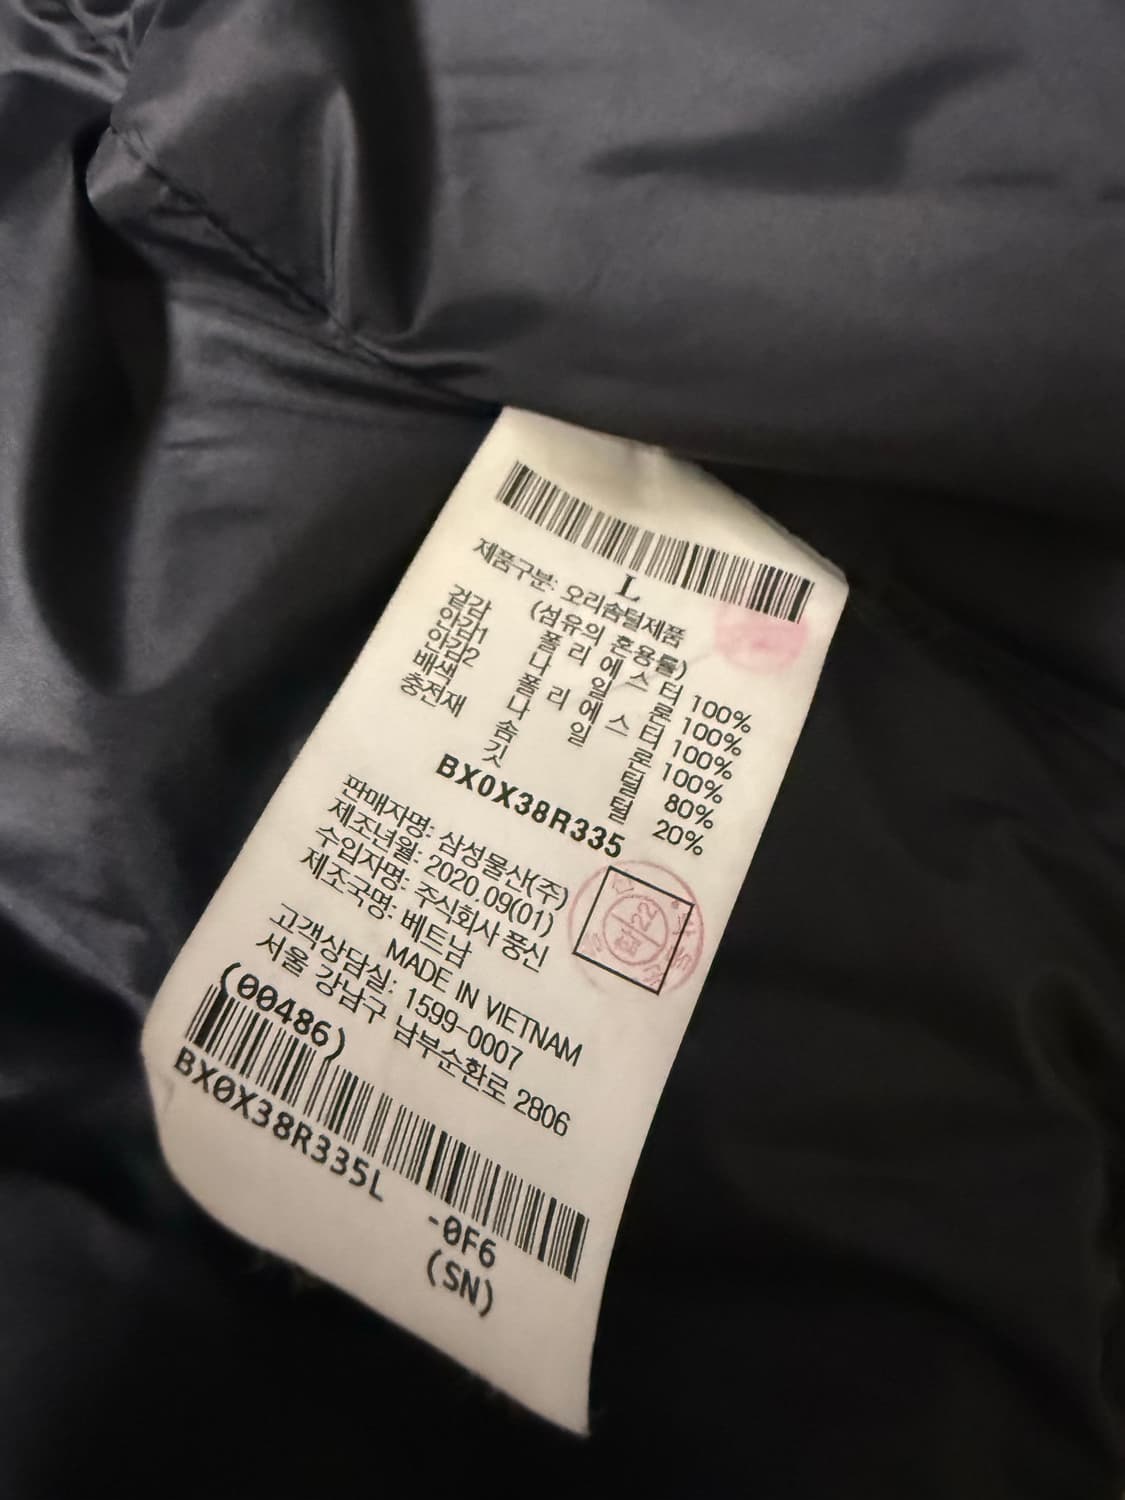 L
제품구분: 오리솜털제품
(섬유의 혼용률)
겉감 폴리에스터 100%
안감1 나일론 100%
안감2 폴리에스터 100%
배색 나일론 100%
충전재 솜털 80%
깃털 20%
BX0X38R335
판매자명: 삼성물산(주)
제조년월: 2020.09(01)
수입자명: 주식회사 풍신
제조국명: 베트남
MADE IN VIETNAM
고객상담실: 1599-0007
서울 강남구 남부순환로 2806
(00486)
BX0X38R335L -0F6
(SN)
22